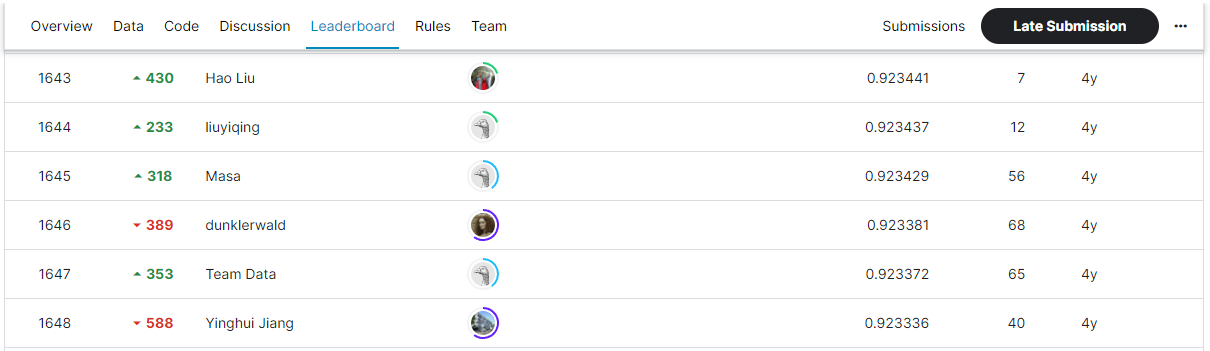 Overview Data Code Discussion Leaderboard Rules Team Submissions Late Submission ...
1643 430 Hao Liu 0.923441 7 4y
1644 233 liuyiqing 0.923437 12 4y
1645 318 Masa 0.923429 56 4y
1646 389 dunklerwald 0.923381 68 4y
1647 353 Team Data 0.923372 65 4y
1648 588 Yinghui Jiang 0.923336 40 4y